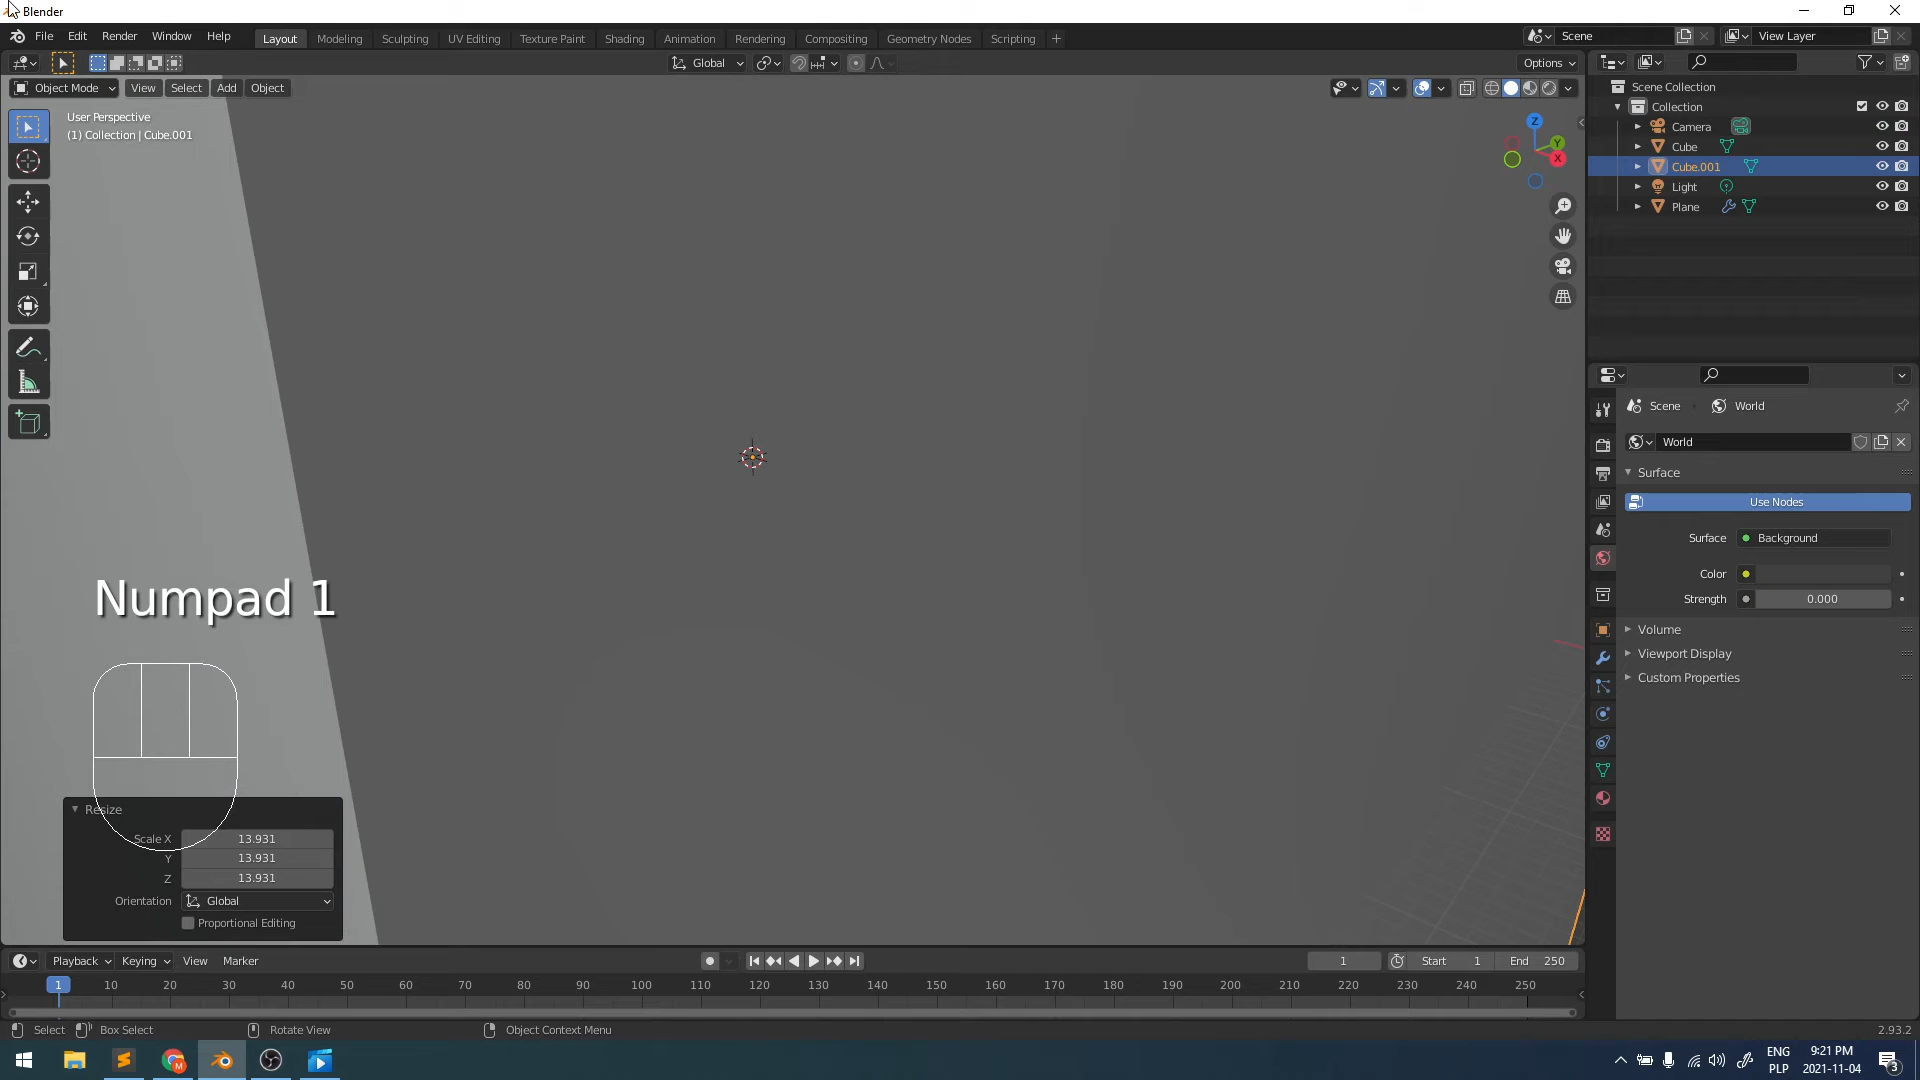 Blender
File Edit Render Window Help
Layout Modeling Sculpting UV Editing Texture Paint Shading Animation Rendering Compositing Geometry Nodes Scripting +
Scene
View Layer
Global
Options
Object Mode View Select Add Object
User Perspective
(1) Collection | Cube.001
Z
Y
X
Scene Collection
Collection
Camera
Cube
Cube.001
Light
Plane
Scene World
World
Surface
Use Nodes
Surface Background
Color
Strength 0.000
Volume
Viewport Display
Custom Properties
Numpad 1
Resize
Scale X 13.931
Y 13.931
Z 13.931
Orientation Global
Proportional Editing
Playback Keying View Marker
1 Start 1 End 250
1 10 20 30 40 50 60 70 80 90 100 110 120 130 140 150 160 170 180 190 200 210 220 230 240 250
Select Box Select Rotate View Object Context Menu
2.93.2
ENG
PLP
9:21 PM
2021-11-04
3